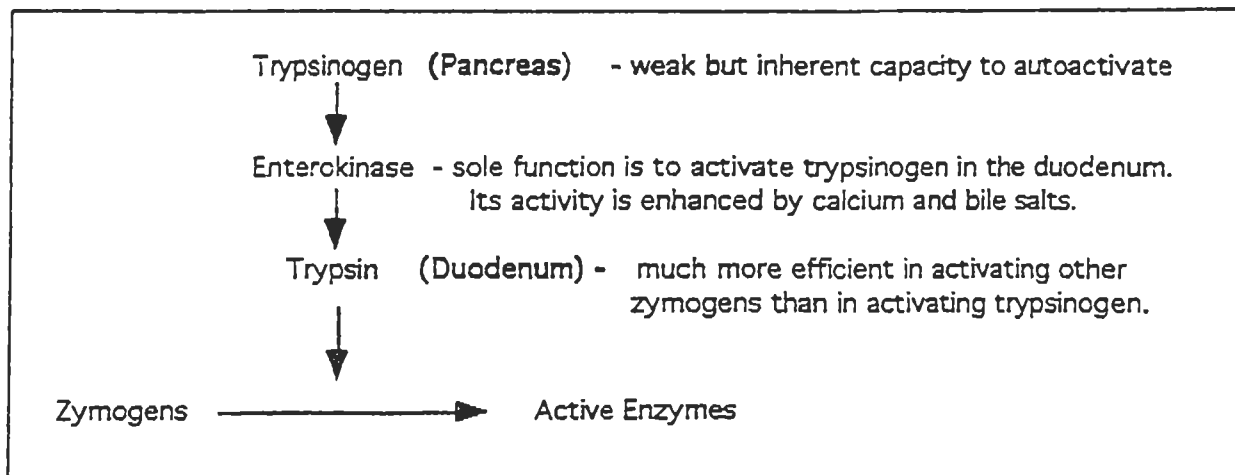 Trypsinogen (Pancreas) - weak but inherent capacity to autoactivate
Enterokinase - sole function is to activate trypsinogen in the duodenum.
Its activity is enhanced by calcium and bile salts.
Trypsin (Duodenum) - much more efficient in activating other
zymogens than in activating trypsinogen.
Zymogens Active Enzymes